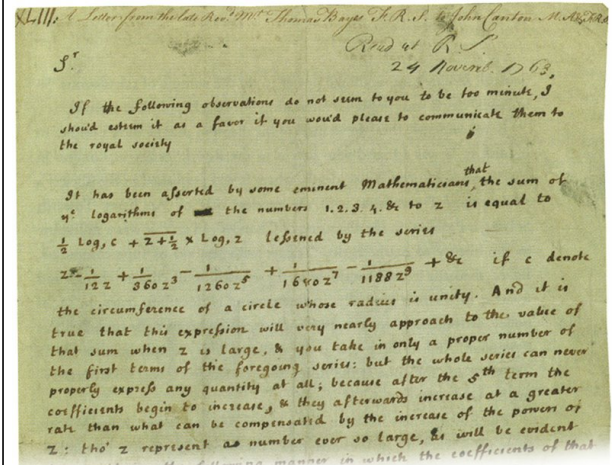 XLIII. A Letter from the late Revd. Mr. Thomas Bayes F. R. S. to John Canton M. A. & F. R. S.
Read at R S.
24 Novemb. 1763,
Sr.
If the following observations do not seem to you to be too minute, I
should esteem it as a favor if you would please to communicate them to
the royal society
It has been asserted by some eminent Mathematicians that the sum of
ye logarithms of the numbers 1.2.3.4.&c to z is equal to
½ Log, c + z+½ × Log, z lessened by the series
z - 1/12z + 1/360z³ - 1/1260z⁵ + 1/1680z⁷ - 1/1188z⁹ + &c if c denote
the circumference of a circle whose radius is unity. And it is
true that this expression will very nearly approach to the value of
that sum when z is large, & you take in only a proper number of
the first terms of the foregoing series: but the whole series can never
properly express any quantity at all; because after the 5th term the
coefficients begin to increase, & they afterwards increase at a greater
rate than what can be compensated by the increase of the powers of
z: tho' z represent a number ever so large, as will be evident
following manner in which the coefficients of that